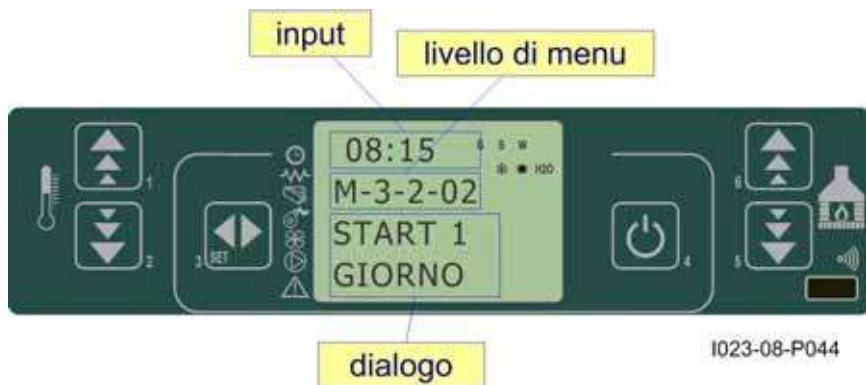 input
livello di menu
08:15
S W
H2O
M-3-2-02
START 1
GIORNO
1
2
3
SET
4
5
6
dialogo
I023-08-P044